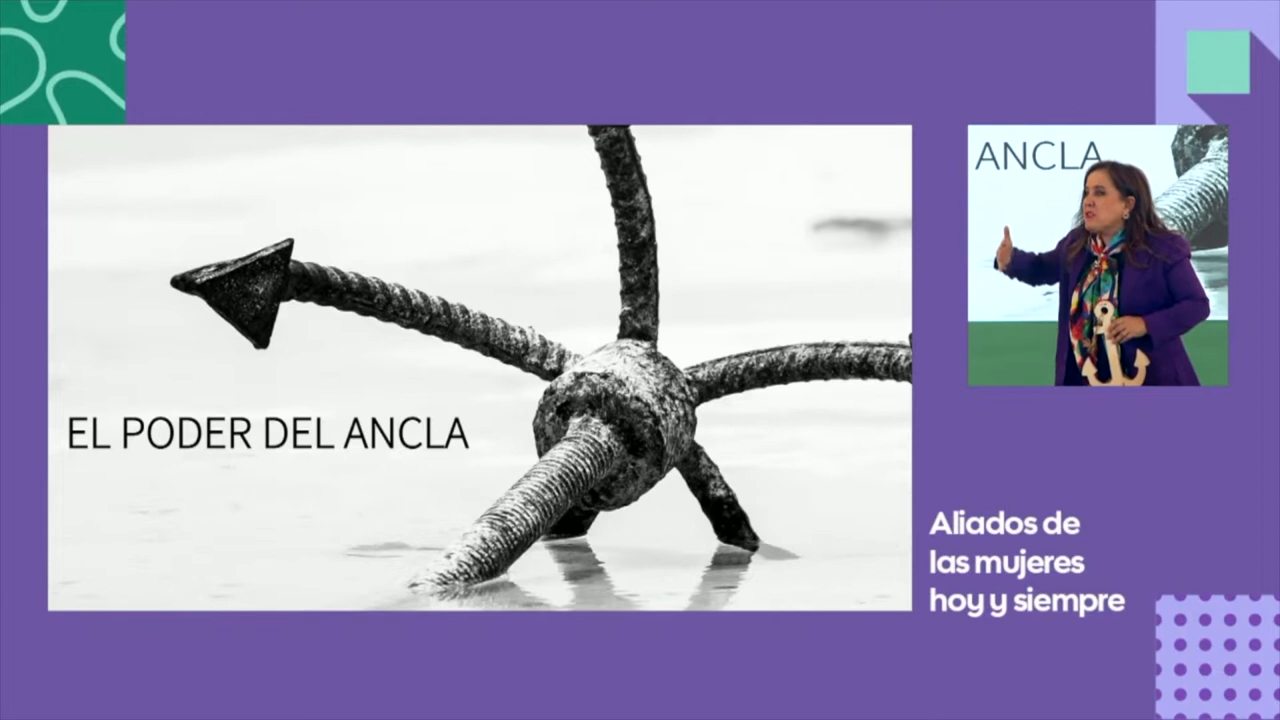 EL PODER DEL ANCLA
ANCLA
Aliados de
las mujeres
hoy y siempre